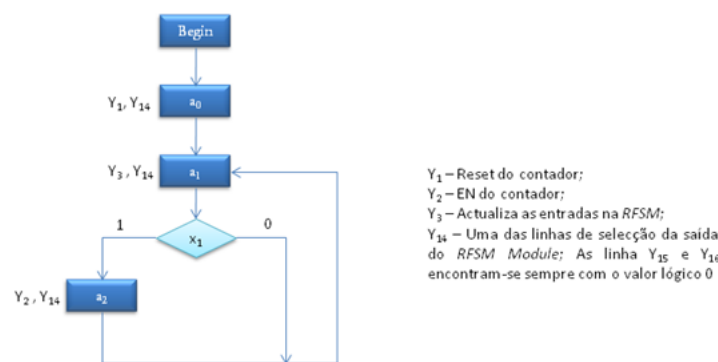 Begin
Y1, Y14
a0
Y3 , Y14
a1
1
x1
0
Y2 , Y14
a2
Y1 – Reset do contador;
Y2 – EN do contador;
Y3 – Actualiza as entradas na RFSM;
Y14 – Uma das linhas de selecção da saída
do RFSM Module; As linha Y15 e Y16
encontram-se sempre com o valor lógico 0